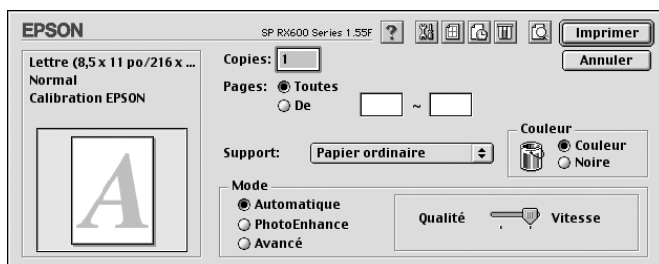 EPSON
SP RX600 Series 1.55F
?
Imprimer
Annuler
Lettre (8,5 x 11 po/216 x ...
Normal
Calibration EPSON
A
Copies: 1
Pages: Toutes
De ~
Support: Papier ordinaire
Couleur
Couleur
Noire
Mode
Automatique
PhotoEnhance
Avancé
Qualité Vitesse